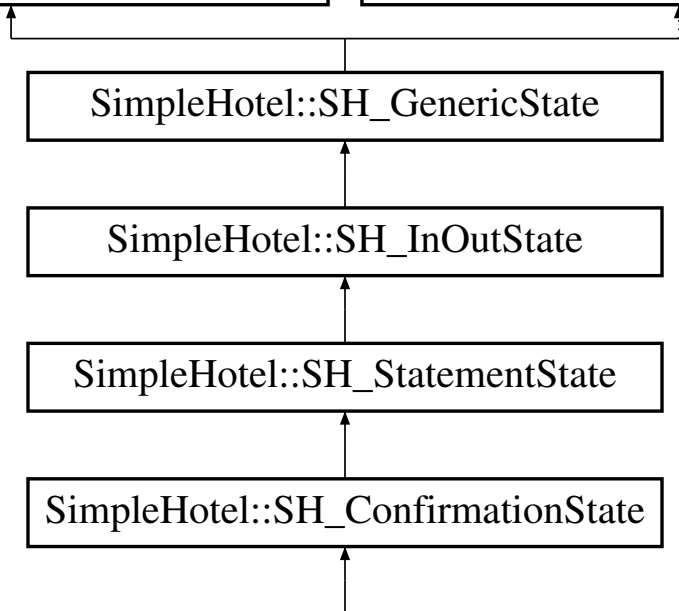 SimpleHotel::SH_GenericState
SimpleHotel::SH_InOutState
SimpleHotel::SH_StatementState
SimpleHotel::SH_ConfirmationState